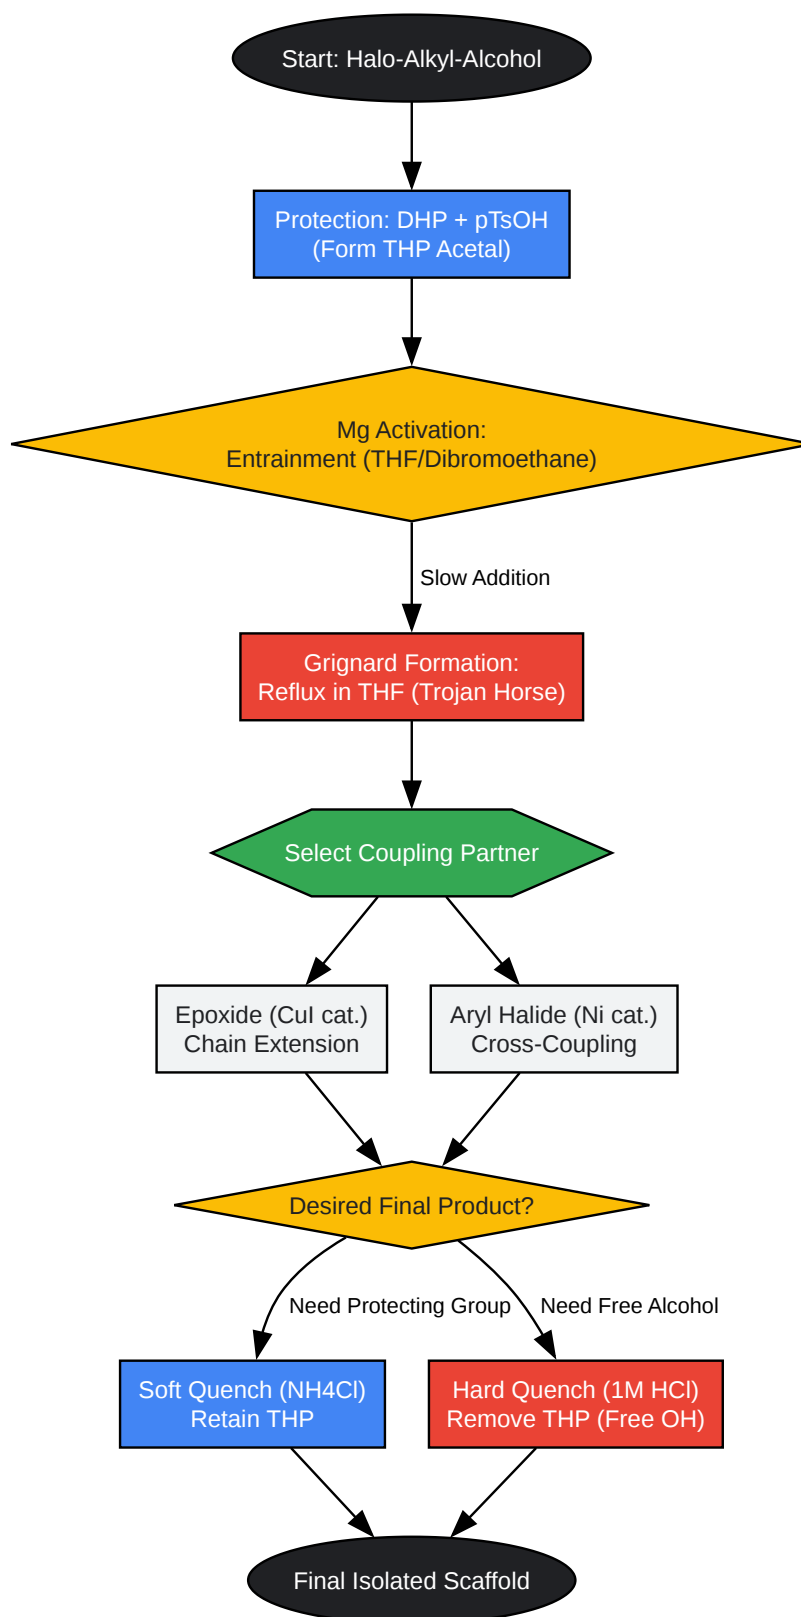 Start: Halo-Alkyl-Alcohol
Protection: DHP + pTsOH
(Form THP Acetal)
Mg Activation:
Entrainment (THF/Dibromoethane)
Slow Addition
Grignard Formation:
Reflux in THF (Trojan Horse)
Select Coupling Partner
Epoxide (CuI cat.)
Chain Extension
Aryl Halide (Ni cat.)
Cross-Coupling
Desired Final Product?
Need Protecting Group
Need Free Alcohol
Soft Quench (NH4Cl)
Retain THP
Hard Quench (1M HCl)
Remove THP (Free OH)
Final Isolated Scaffold